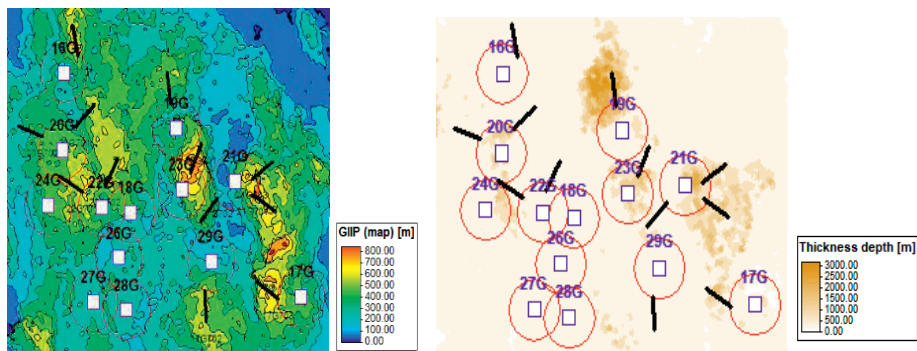 16G
19G
20G
23G
21G
24G
22G
18G
26G
29G
27G
28G
17G
GIIP (map) [m]
800.00
700.00
600.00
500.00
400.00
300.00
200.00
100.00
0.00
16G
19G
20G
23G
21G
24G
22G
18G
26G
29G
27G
28G
17G
Thickness depth [m]
3000.00
2500.00
2000.00
1500.00
1000.00
500.00
0.00